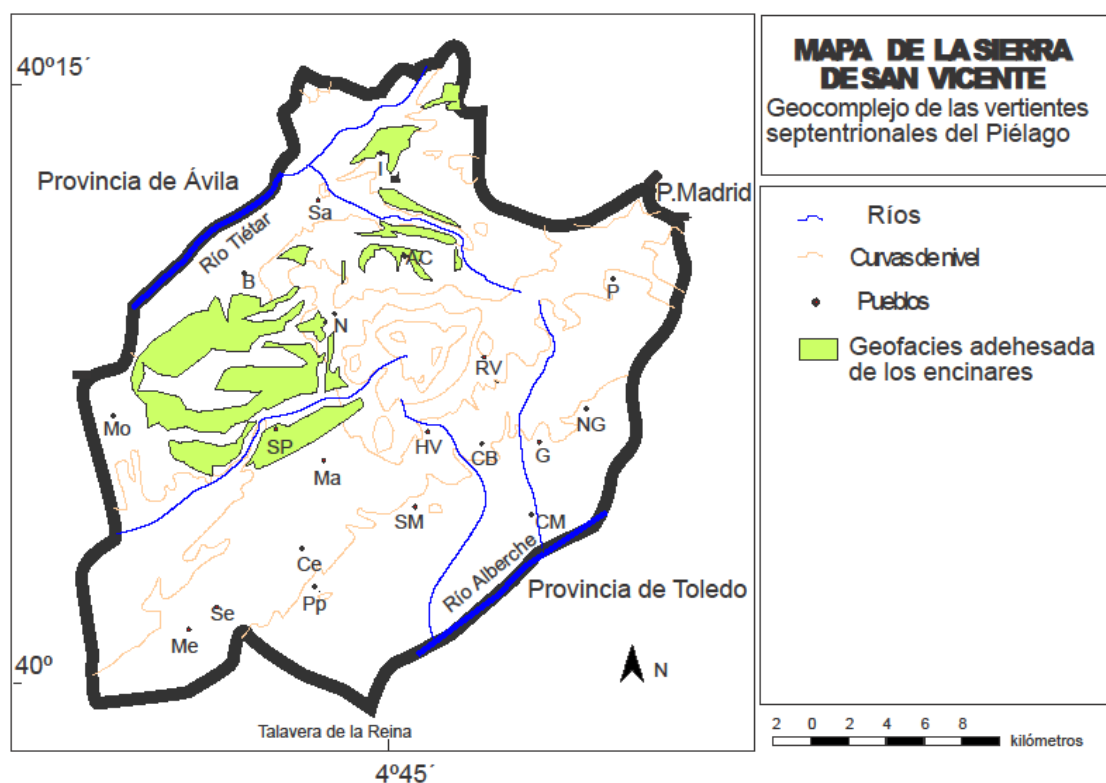 40º15´
Provincia de Ávila
P.Madrid
I
Sa
Río Tiétar
AC
B
P
N
RV
Mo
NG
SP
HV
CB
G
Ma
SM
CM
Río Alberche
Ce
Provincia de Toledo
Pp
Se
Me
40º
N
Talavera de la Reina
4º45´
MAPA DE LA SIERRA
DE SAN VICENTE
Geocomplejo de las vertientes
septentrionales del Piélago
Ríos
Curvas de nivel
Pueblos
Geofacies adehesada
de los encinares
2 0 2 4 6 8
kilómetros